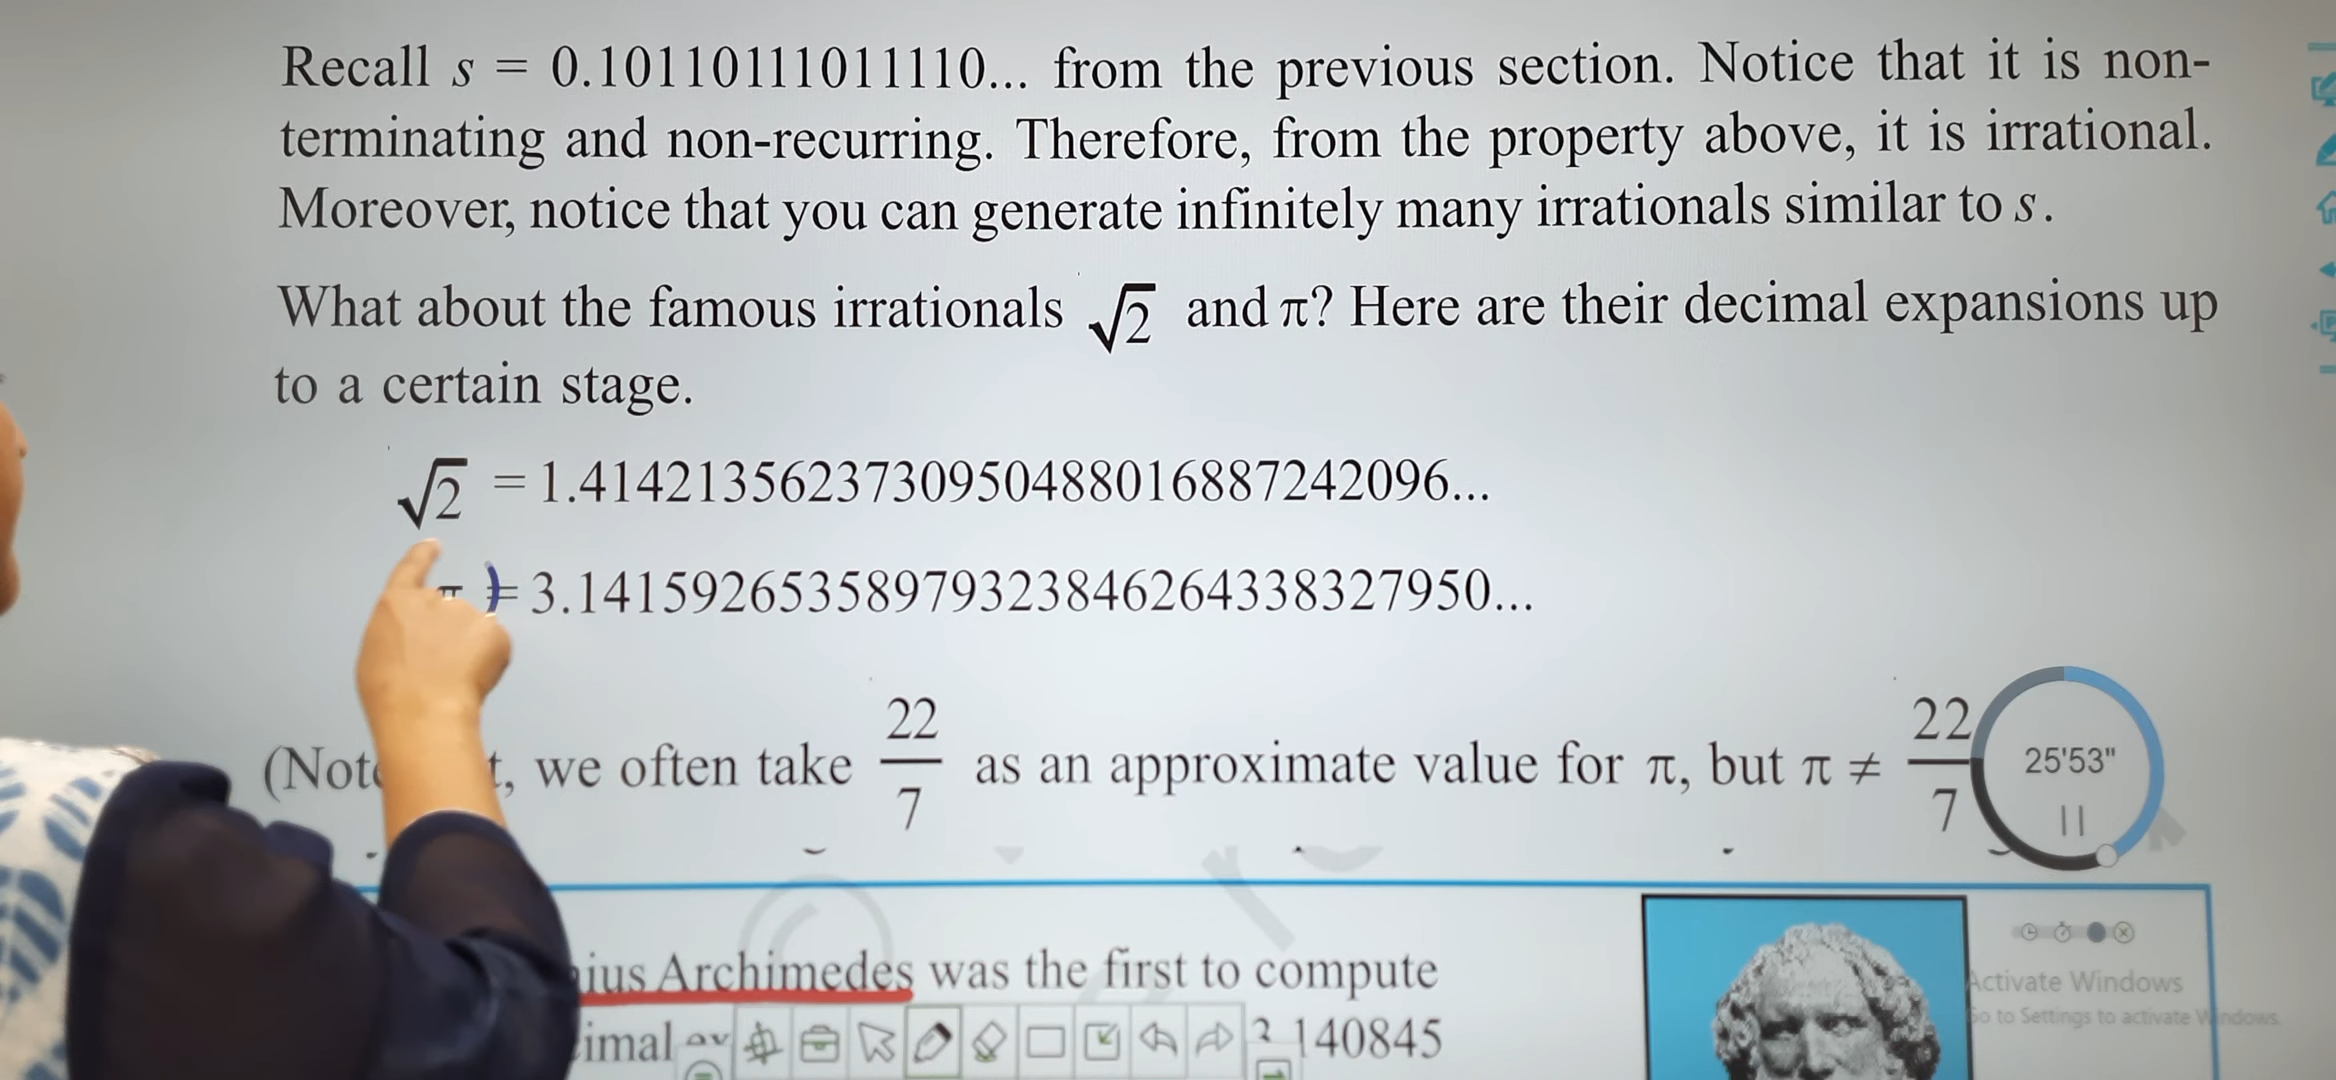 Recall s = 0.10110111011110... from the previous section. Notice that it is non-
terminating and non-recurring. Therefore, from the property above, it is irrational.
Moreover, notice that you can generate infinitely many irrationals similar to s.
What about the famous irrationals √2 and π? Here are their decimal expansions up
to a certain stage.
√2 = 1.4142135623730950488016887242096...
π = 3.14159265358979323846264338327950...
(Not t, we often take 22/7 as an approximate value for π, but π ≠ 22/7
25'53"
ius Archimedes was the first to compute
imal 3.140845
Activate Windows
Go to Settings to activate Windows.